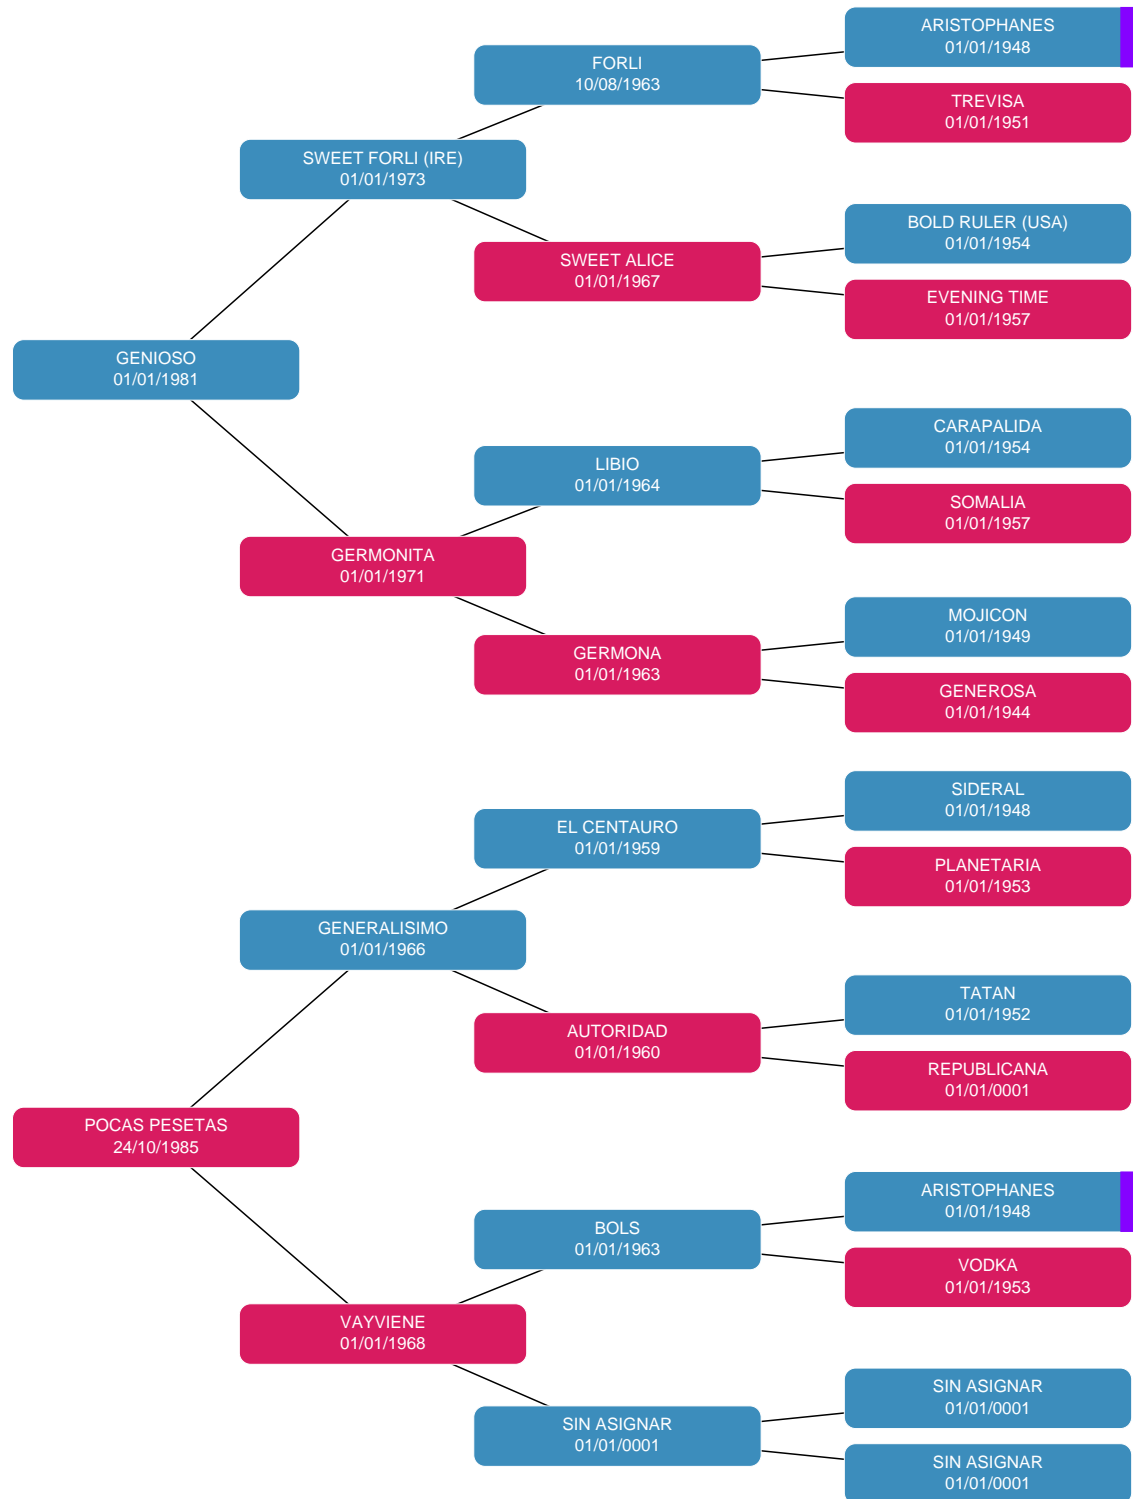 ARISTOPHANES
01/01/1948
FORLI
10/08/1963
TREVISA
01/01/1951
SWEET FORLI (IRE)
01/01/1973
BOLD RULER (USA)
01/01/1954
SWEET ALICE
01/01/1967
EVENING TIME
01/01/1957
GENIOSO
01/01/1981
CARAPALIDA
01/01/1954
LIBIO
01/01/1964
SOMALIA
01/01/1957
GERMONITA
01/01/1971
MOJICON
01/01/1949
GERMONA
01/01/1963
GENEROSA
01/01/1944
SIDERAL
01/01/1948
EL CENTAURO
01/01/1959
PLANETARIA
01/01/1953
GENERALISIMO
01/01/1966
TATAN
01/01/1952
AUTORIDAD
01/01/1960
REPUBLICANA
01/01/0001
POCAS PESETAS
24/10/1985
ARISTOPHANES
01/01/1948
BOLS
01/01/1963
VODKA
01/01/1953
VAYVIENE
01/01/1968
SIN ASIGNAR
01/01/0001
SIN ASIGNAR
01/01/0001
SIN ASIGNAR
01/01/0001